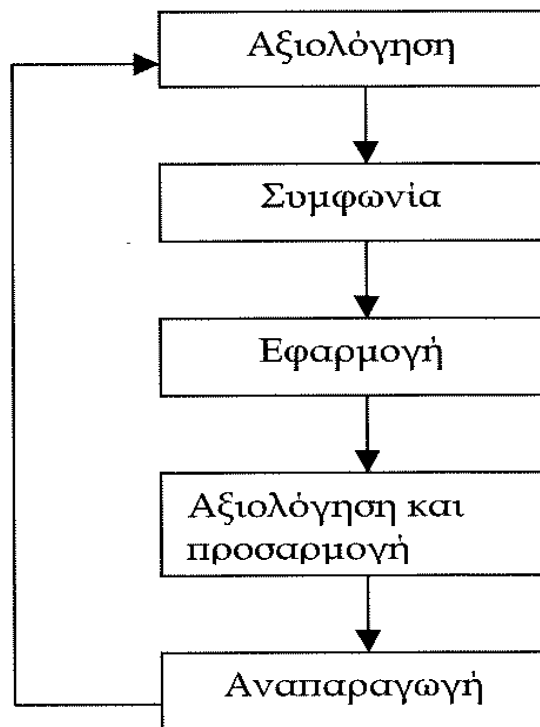 Αξιολόγηση
Συμφωνία
Εφαρμογή
Αξιολόγηση και
προσαρμογή
Αναπαραγωγή